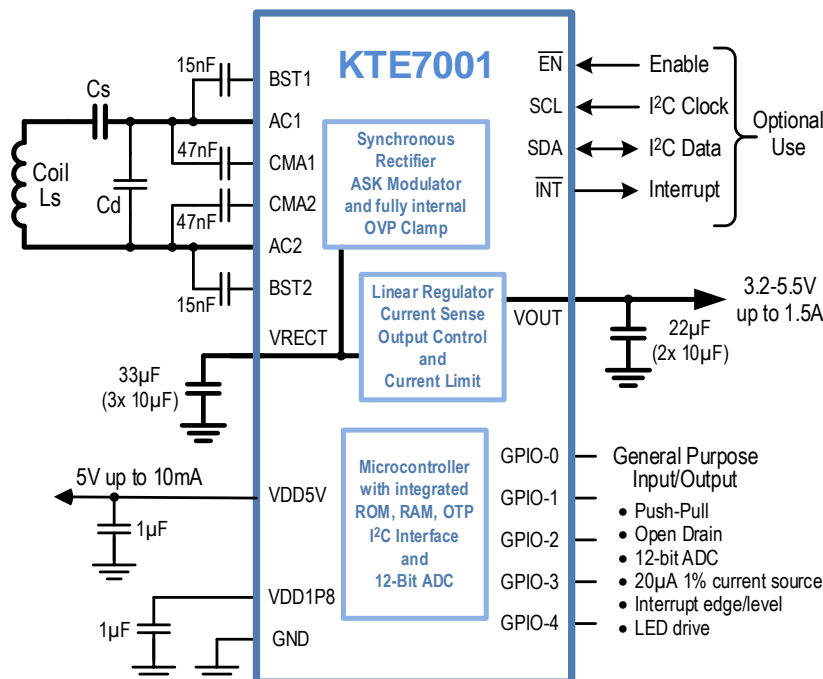 KTE7001
15nF
BST1
Cs
AC1
47nF
CMA1
Coil
Ls
Cd
CMA2
47nF
AC2
BST2
15nF
Synchronous
Rectifier
ASK Modulator
and fully internal
OVP Clamp
EN
Enable
SCL
I²C Clock
SDA
I²C Data
INT
Interrupt
Optional
Use
Linear Regulator
Current Sense
Output Control
and
Current Limit
VOUT
3.2-5.5V
up to 1.5A
22µF
(2x 10µF)
VRECT
33µF
(3x 10µF)
5V up to 10mA
VDD5V
1µF
Microcontroller
with integrated
ROM, RAM, OTP
I²C Interface
and
12-Bit ADC
VDD1P8
1µF
GND
GPIO-0
GPIO-1
GPIO-2
GPIO-3
GPIO-4
General Purpose
Input/Output
• Push-Pull
• Open Drain
• 12-bit ADC
• 20µA 1% current source
• Interrupt edge/level
• LED drive